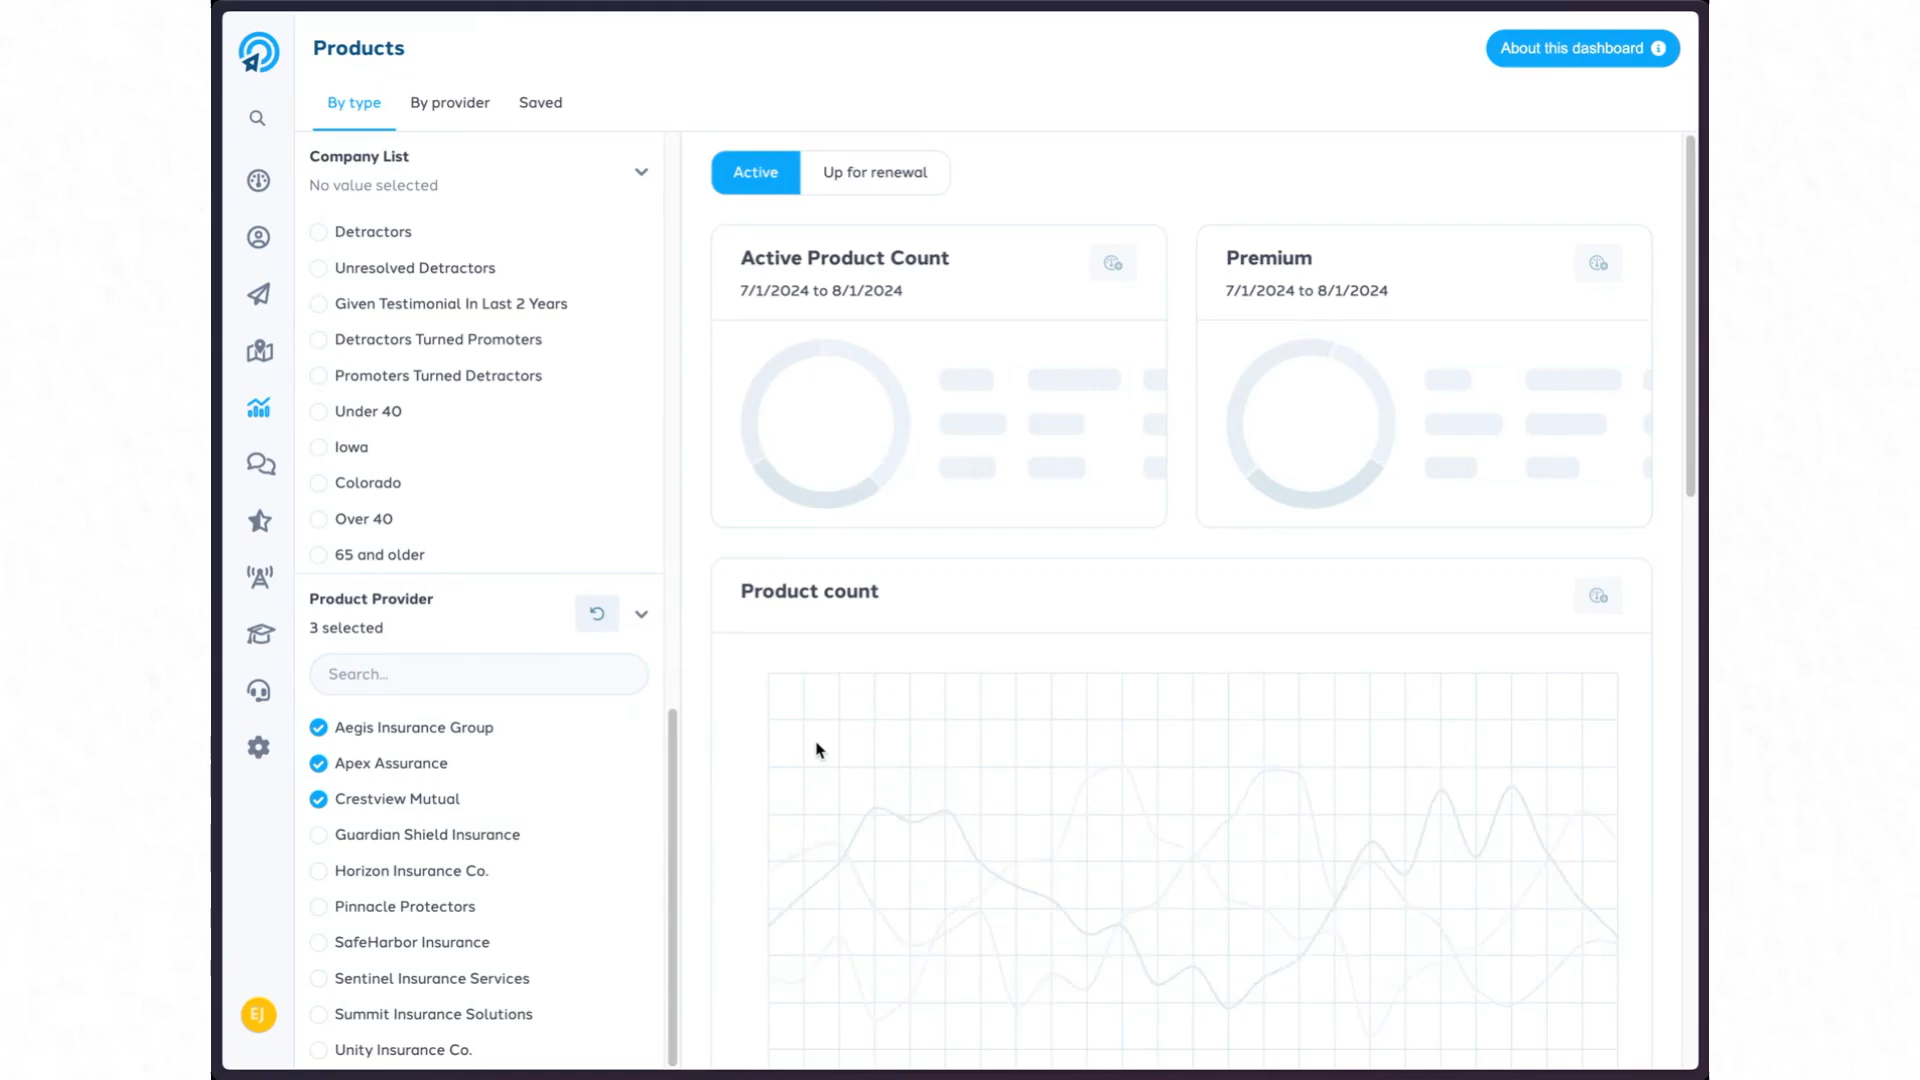 Products
About this dashboard
By type By provider Saved
Company List
No value selected
Detractors
Unresolved Detractors
Given Testimonial In Last 2 Years
Detractors Turned Promoters
Promoters Turned Detractors
Under 40
Iowa
Colorado
Over 40
65 and older
Product Provider
3 selected
Search...
Aegis Insurance Group
Apex Assurance
Crestview Mutual
Guardian Shield Insurance
Horizon Insurance Co.
Pinnacle Protectors
SafeHarbor Insurance
Sentinel Insurance Services
Summit Insurance Solutions
Unity Insurance Co.
EJ
Active Up for renewal
Active Product Count
7/1/2024 to 8/1/2024
Premium
7/1/2024 to 8/1/2024
Product count